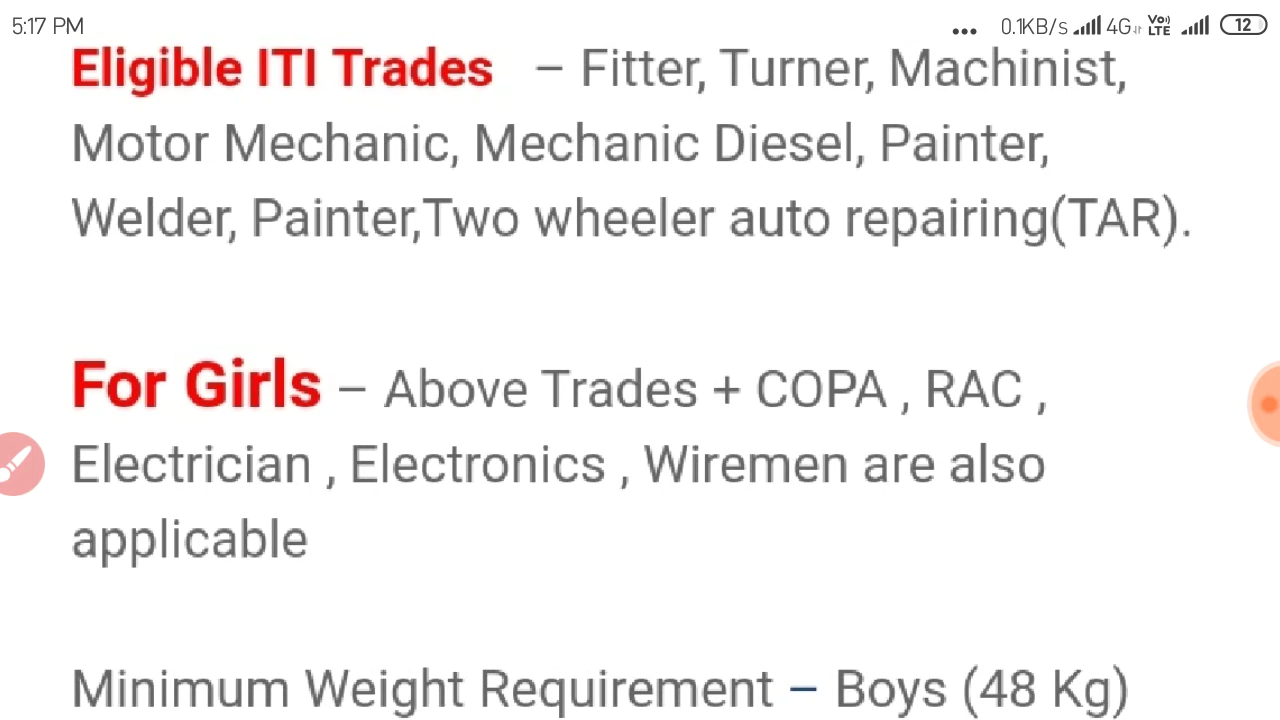 5:17 PM ... 0.1KB/s 4G Vo) LTE 12
Eligible ITI Trades – Fitter, Turner, Machinist,
Motor Mechanic, Mechanic Diesel, Painter,
Welder, Painter,Two wheeler auto repairing(TAR).
For Girls – Above Trades + COPA , RAC ,
Electrician , Electronics , Wiremen are also
applicable
Minimum Weight Requirement – Boys (48 Kg)